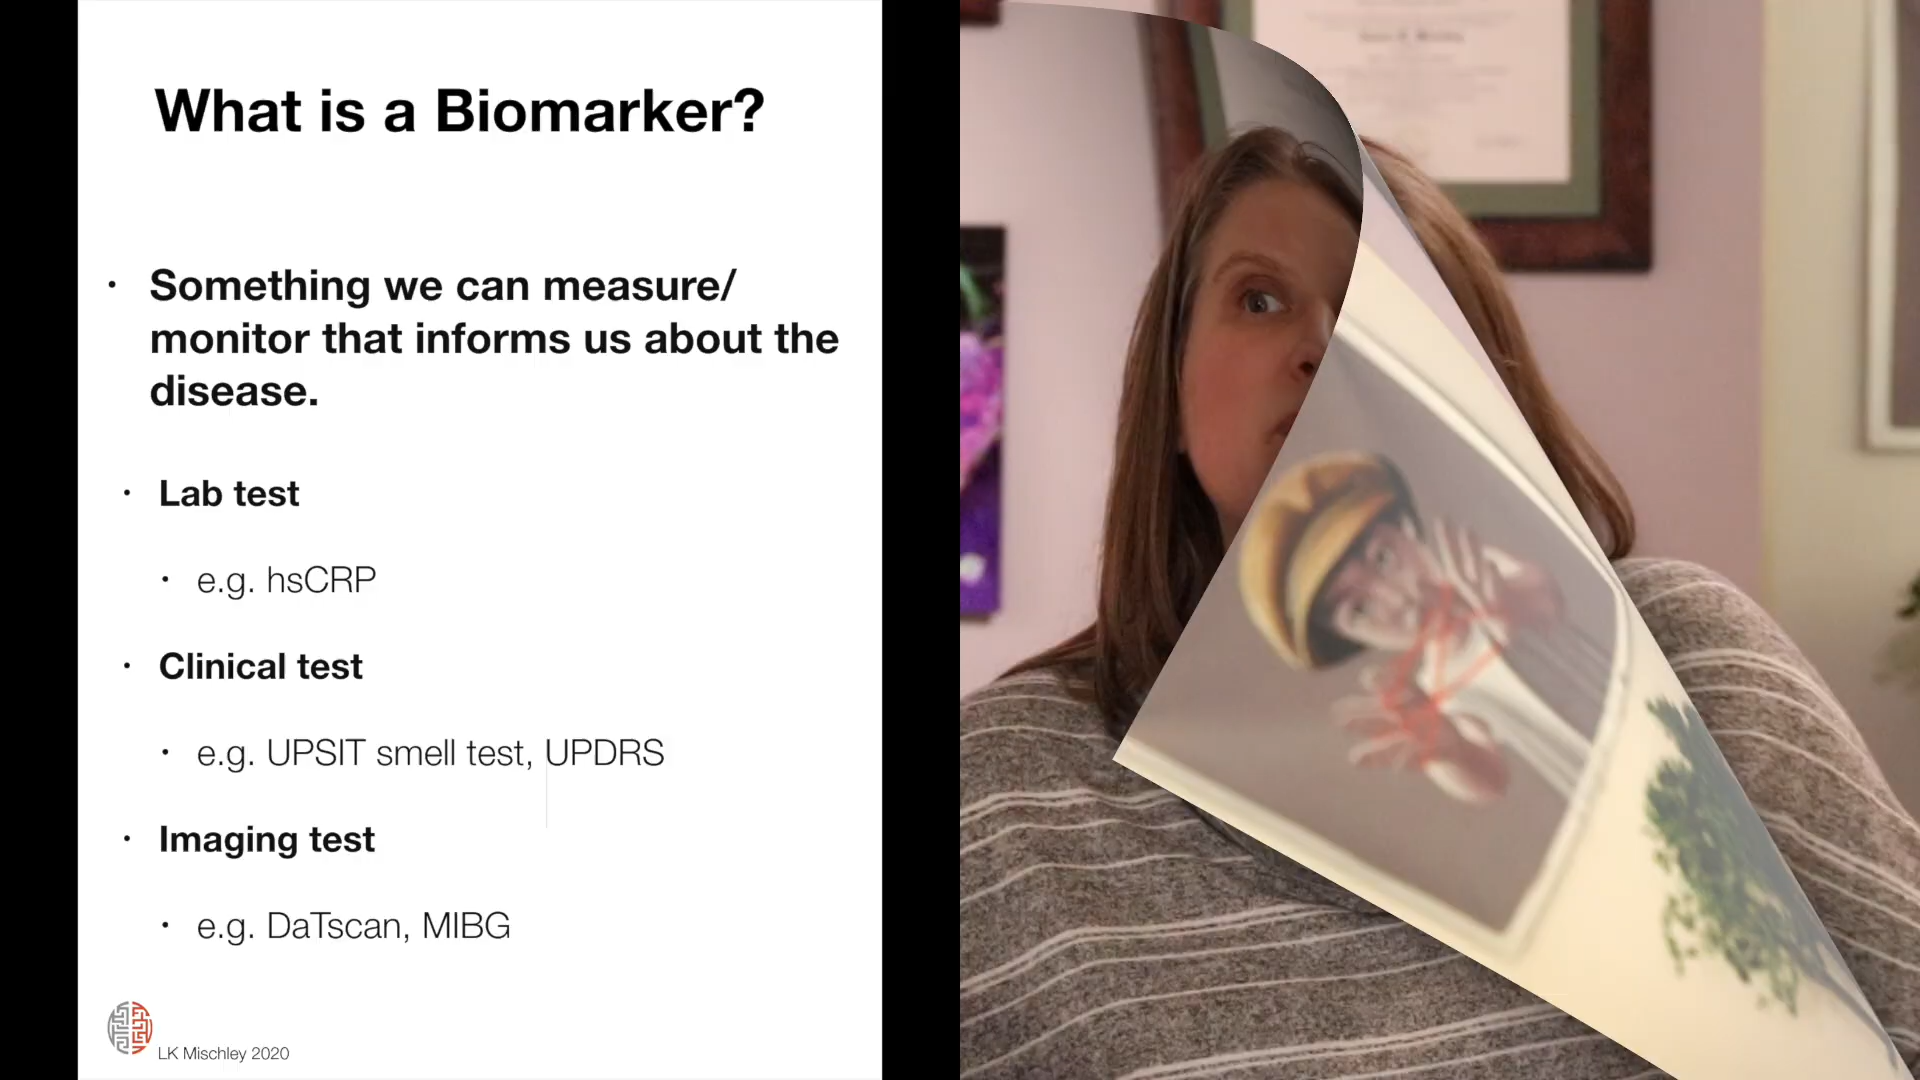 What is a Biomarker?
• Something we can measure/
monitor that informs us about the
disease.
• Lab test
• e.g. hsCRP
• Clinical test
• e.g. UPSIT smell test, UPDRS
• Imaging test
• e.g. DaTscan, MIBG
LK Mischley 2020